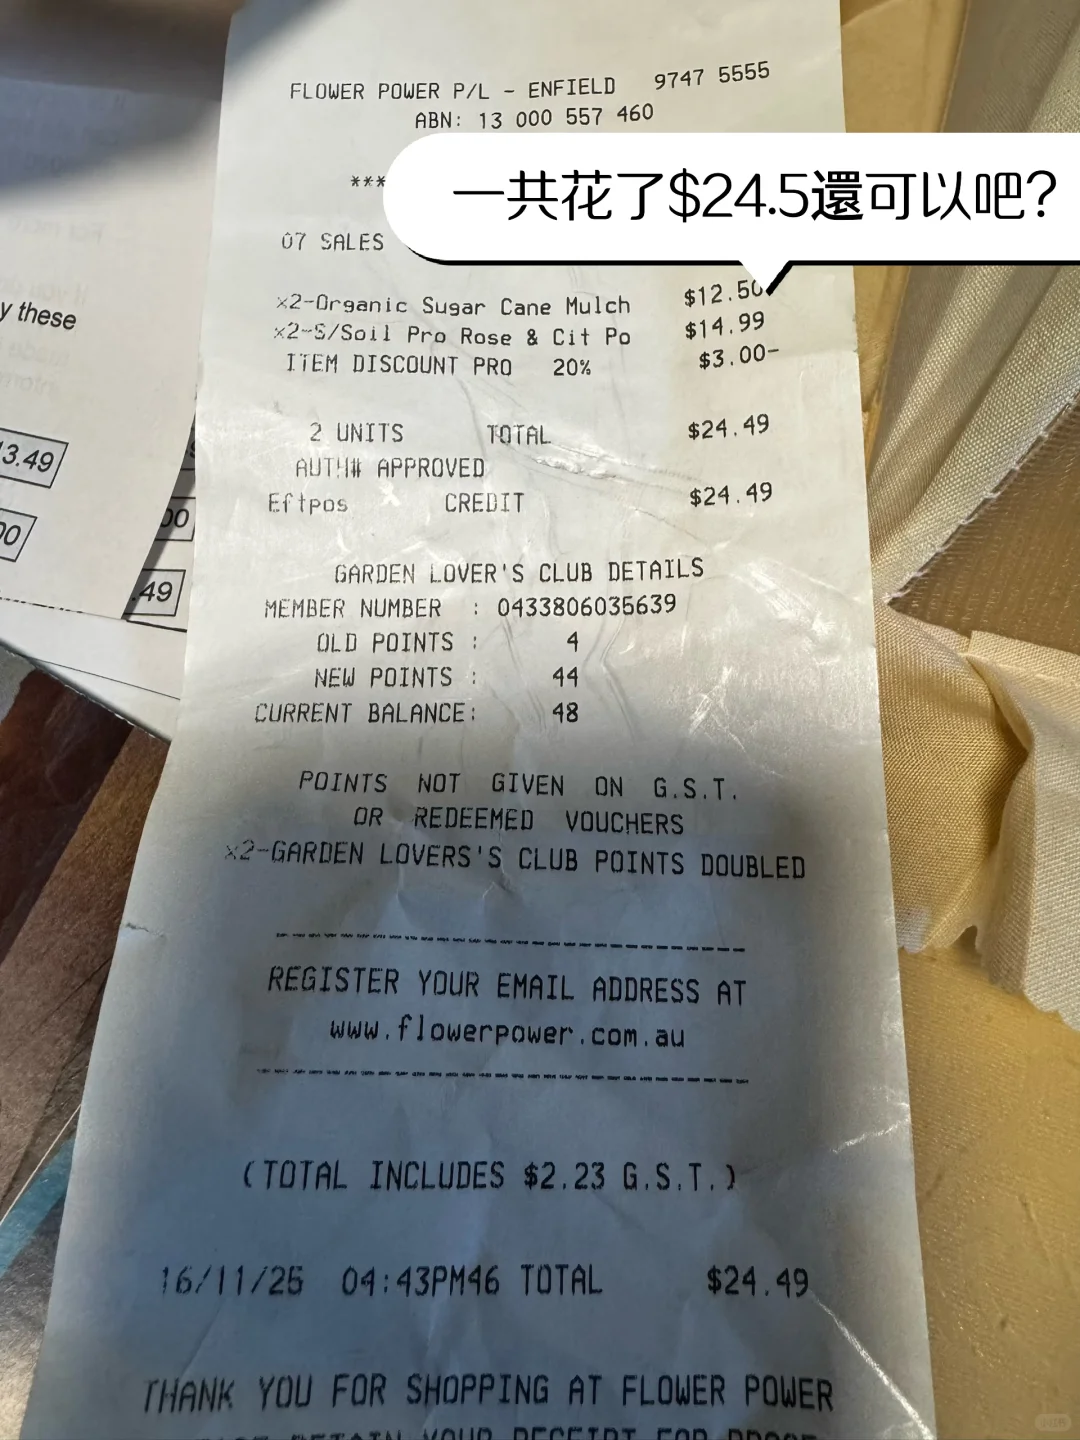 FLOWER POWER P/L - ENFIELD 9747 5555
ABN: 13 000 557 460
***
一共花了$24.5還可以吧?
07 SALES
x2-Organic Sugar Cane Mulch $12.50
x2-S/Soil Pro Rose & Cit Po $14.99
ITEM DISCOUNT PRO 20% $3.00-
2 UNITS TOTAL $24.49
AUTH# APPROVED
Eftpos CREDIT $24.49
GARDEN LOVER'S CLUB DETAILS
MEMBER NUMBER : 0433806035639
OLD POINTS : 4
NEW POINTS : 44
CURRENT BALANCE: 48
POINTS NOT GIVEN ON G.S.T.
OR REDEEMED VOUCHERS
x2-GARDEN LOVERS'S CLUB POINTS DOUBLED
REGISTER YOUR EMAIL ADDRESS AT
www.flowerpower.com.au
(TOTAL INCLUDES $2.23 G.S.T.)
16/11/25 04:43PM46 TOTAL $24.49
THANK YOU FOR SHOPPING AT FLOWER POWER
RETAIN YOUR RECEIPT FOR
y these
3.49
00
00
.49